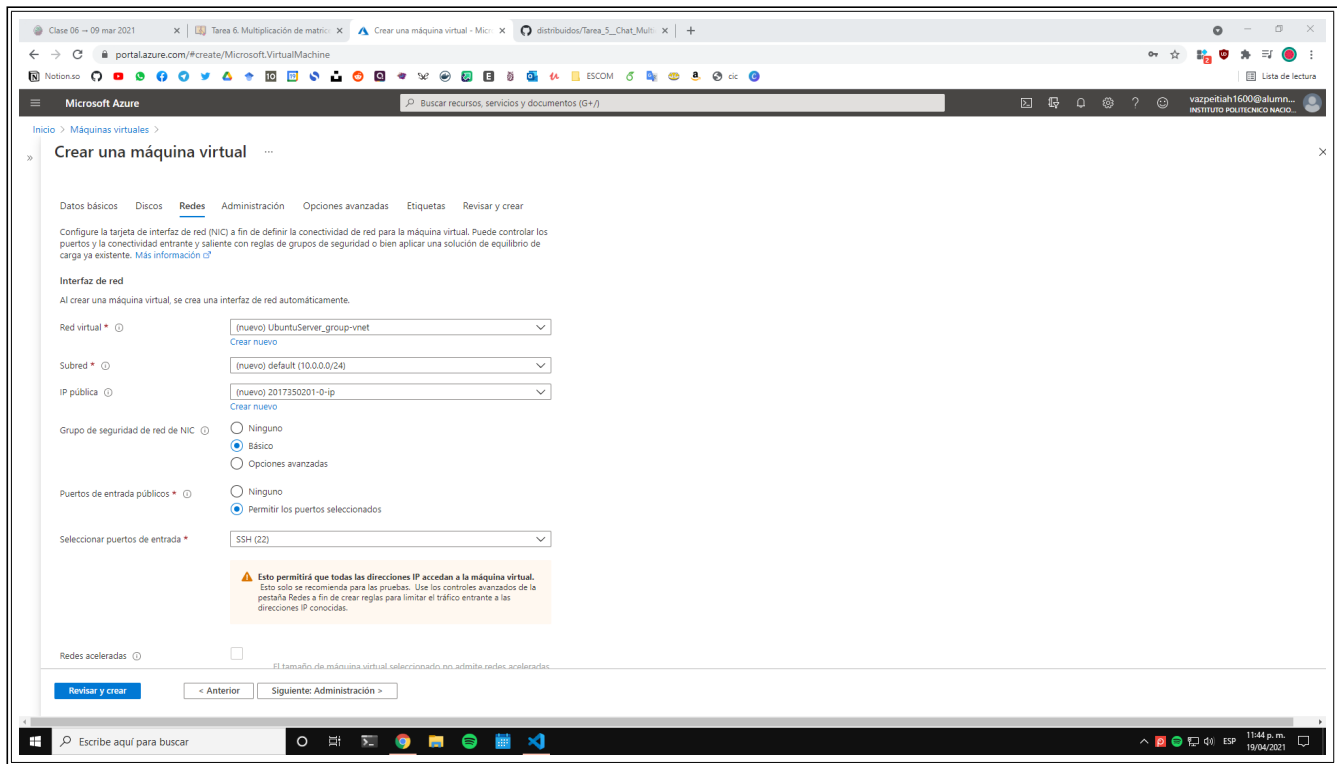 Clase 06 -- 09 mar 2021
Tarea 6. Multiplicación de matric
Crear una máquina virtual - Micr
distribuidos/Tarea_5__Chat_Multi
portal.azure.com/#create/Microsoft.VirtualMachine
Notion.so
ESCOM
cic
Lista de lectura
Microsoft Azure
Buscar recursos, servicios y documentos (G+/)
vazpeitiah1600@alumn...
INSTITUTO POLITECNICO NACIO...
Inicio > Máquinas virtuales >
Crear una máquina virtual ...
Datos básicos Discos Redes Administración Opciones avanzadas Etiquetas Revisar y crear
Configure la tarjeta de interfaz de red (NIC) a fin de definir la conectividad de red para la máquina virtual. Puede controlar los
puertos y la conectividad entrante y saliente con reglas de grupos de seguridad o bien aplicar una solución de equilibrio de
carga ya existente. Más información
Interfaz de red
Al crear una máquina virtual, se crea una interfaz de red automáticamente.
Red virtual *
(nuevo) UbuntuServer_group-vnet
Crear nuevo
Subred *
(nuevo) default (10.0.0.0/24)
IP pública
(nuevo) 2017350201-0-ip
Crear nuevo
Grupo de seguridad de red de NIC
Ninguno
Básico
Opciones avanzadas
Puertos de entrada públicos *
Ninguno
Permitir los puertos seleccionados
Seleccionar puertos de entrada *
SSH (22)
Esto permitirá que todas las direcciones IP accedan a la máquina virtual.
Esto solo se recomienda para las pruebas. Use los controles avanzados de la
pestaña Redes a fin de crear reglas para limitar el tráfico entrante a las
direcciones IP conocidas.
Redes aceleradas
El tamaño de máquina virtual seleccionado no admite redes aceleradas.
Revisar y crear
< Anterior
Siguiente: Administración >
Escribe aquí para buscar
ESP
11:44 p. m.
19/04/2021